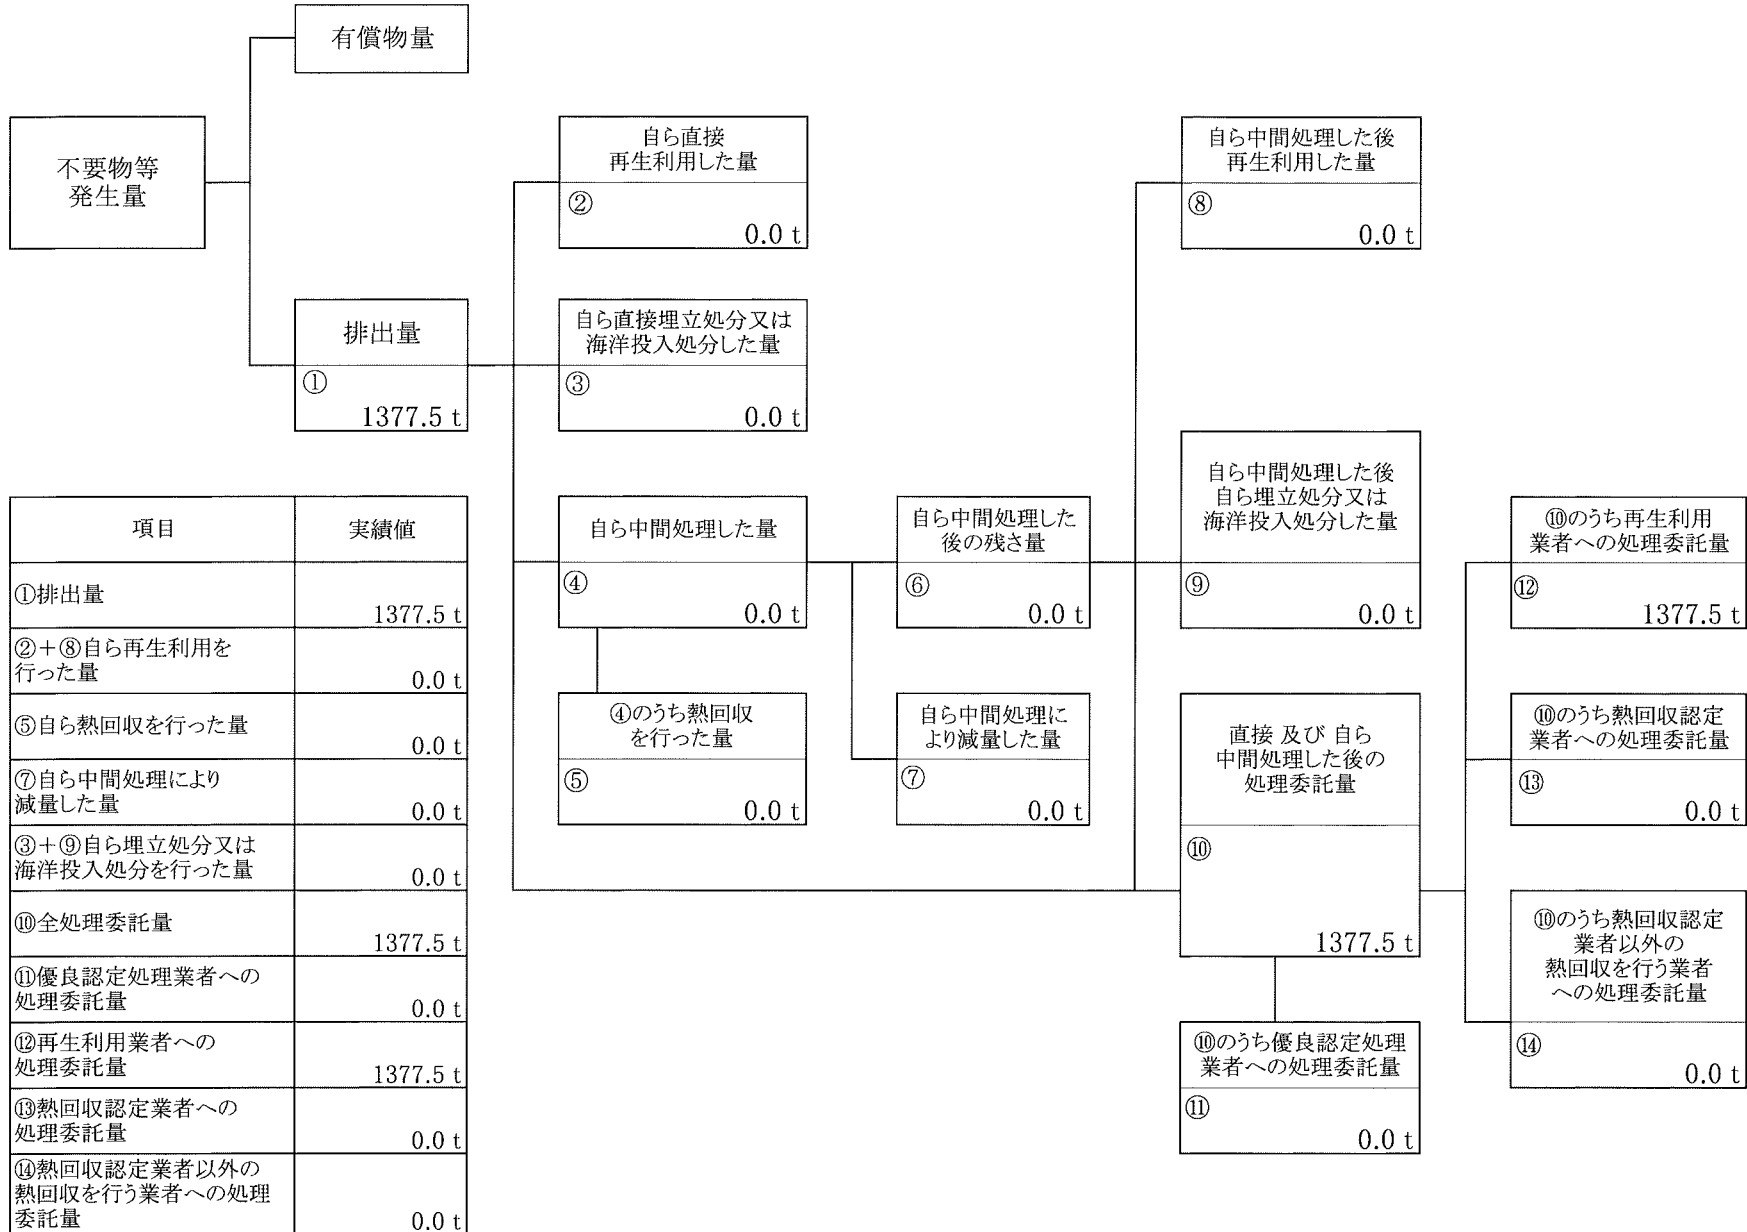 有償物量
不要物等
発生量
排出量
①
1377.5 t
自ら直接
再生利用した量
②
0.0 t
自ら直接埋立処分又は
海洋投入処分した量
③
0.0 t
自ら中間処理した量
④
0.0 t
④のうち熱回収
を行った量
⑤
0.0 t
自ら中間処理した
後の残さ量
⑥
0.0 t
自ら中間処理に
より減量した量
⑦
0.0 t
自ら中間処理した後
再生利用した量
⑧
0.0 t
自ら中間処理した後
自ら埋立処分又は
海洋投入処分した量
⑨
0.0 t
直接 及び 自ら
中間処理した後の
処理委託量
⑩
1377.5 t
⑩のうち優良認定処理
業者への処理委託量
⑪
0.0 t
⑩のうち再生利用
業者への処理委託量
⑫
1377.5 t
⑩のうち熱回収認定
業者への処理委託量
⑬
0.0 t
⑩のうち熱回収認定
業者以外の
熱回収を行う業者
への処理委託量
⑭
0.0 t
項目 実績値
①排出量
1377.5 t
②+⑧自ら再生利用を
行った量
0.0 t
⑤自ら熱回収を行った量
0.0 t
⑦自ら中間処理により
減量した量
0.0 t
③+⑨自ら埋立処分又は
海洋投入処分を行った量
0.0 t
⑩全処理委託量
1377.5 t
⑪優良認定処理業者への
処理委託量
0.0 t
⑫再生利用業者への
処理委託量
1377.5 t
⑬熱回収認定業者への
処理委託量
0.0 t
⑭熱回収認定業者以外の
熱回収を行う業者への処理
委託量
0.0 t